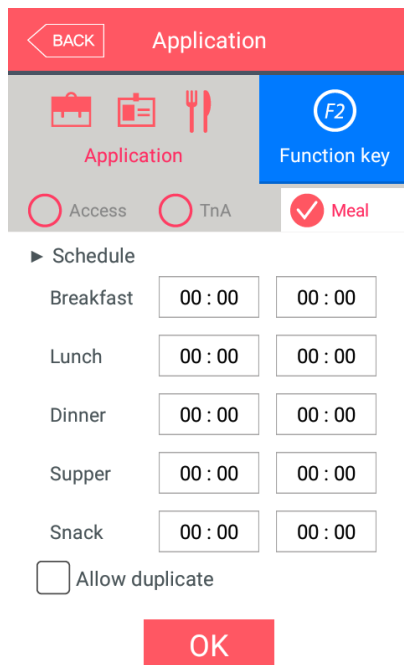 BACK Application
F2
Application Function key
Access TnA Meal
► Schedule
Breakfast 00 : 00 00 : 00
Lunch 00 : 00 00 : 00
Dinner 00 : 00 00 : 00
Supper 00 : 00 00 : 00
Snack 00 : 00 00 : 00
Allow duplicate
OK